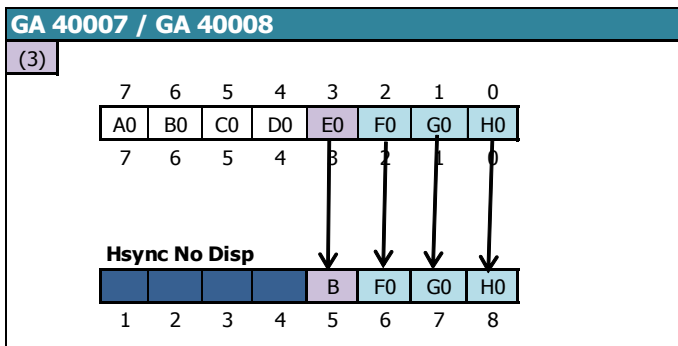 GA 40007 / GA 40008
(3)
7 6 5 4 3 2 1 0
A0 B0 C0 D0 E0 F0 G0 H0
7 6 5 4 3 2 1 0
Hsync No Disp
B F0 G0 H0
1 2 3 4 5 6 7 8